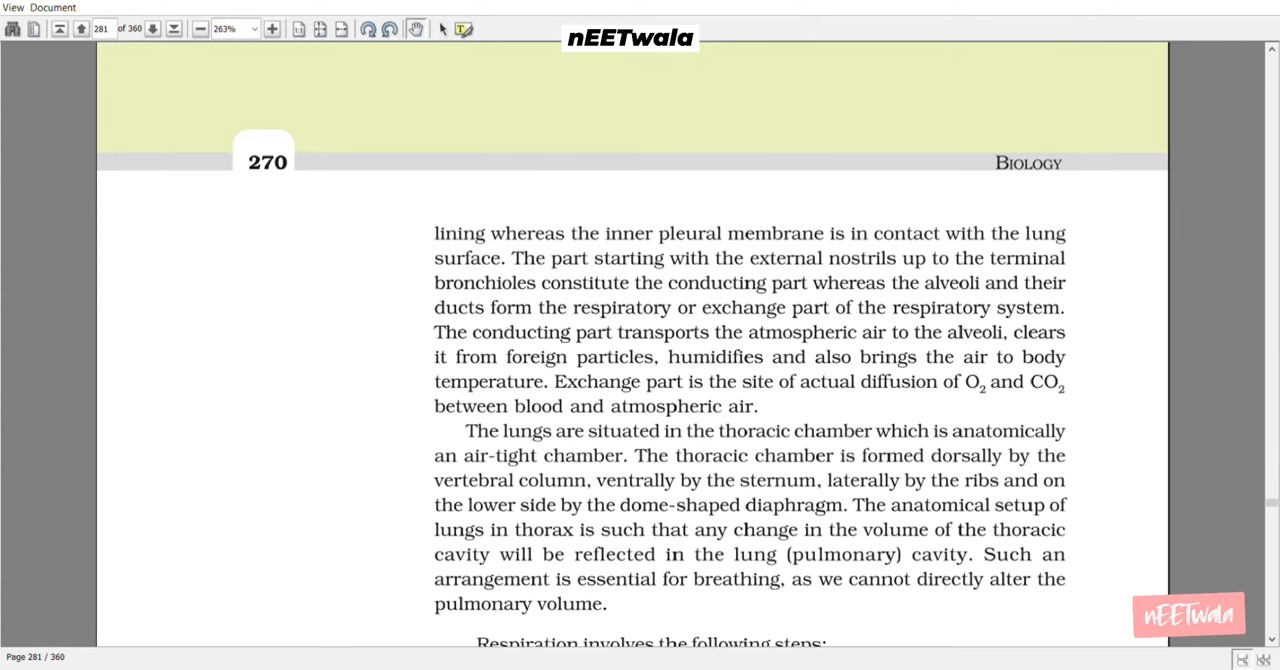 View Document
281 of 360 263%
nEETwala
270
BIOLOGY
lining whereas the inner pleural membrane is in contact with the lung
surface. The part starting with the external nostrils up to the terminal
bronchioles constitute the conducting part whereas the alveoli and their
ducts form the respiratory or exchange part of the respiratory system.
The conducting part transports the atmospheric air to the alveoli, clears
it from foreign particles, humidifies and also brings the air to body
temperature. Exchange part is the site of actual diffusion of O₂ and CO₂
between blood and atmospheric air.
The lungs are situated in the thoracic chamber which is anatomically
an air-tight chamber. The thoracic chamber is formed dorsally by the
vertebral column, ventrally by the sternum, laterally by the ribs and on
the lower side by the dome-shaped diaphragm. The anatomical setup of
lungs in thorax is such that any change in the volume of the thoracic
cavity will be reflected in the lung (pulmonary) cavity. Such an
arrangement is essential for breathing, as we cannot directly alter the
pulmonary volume.
Respiration involves the following steps:
nEETwala
Page 281 / 360